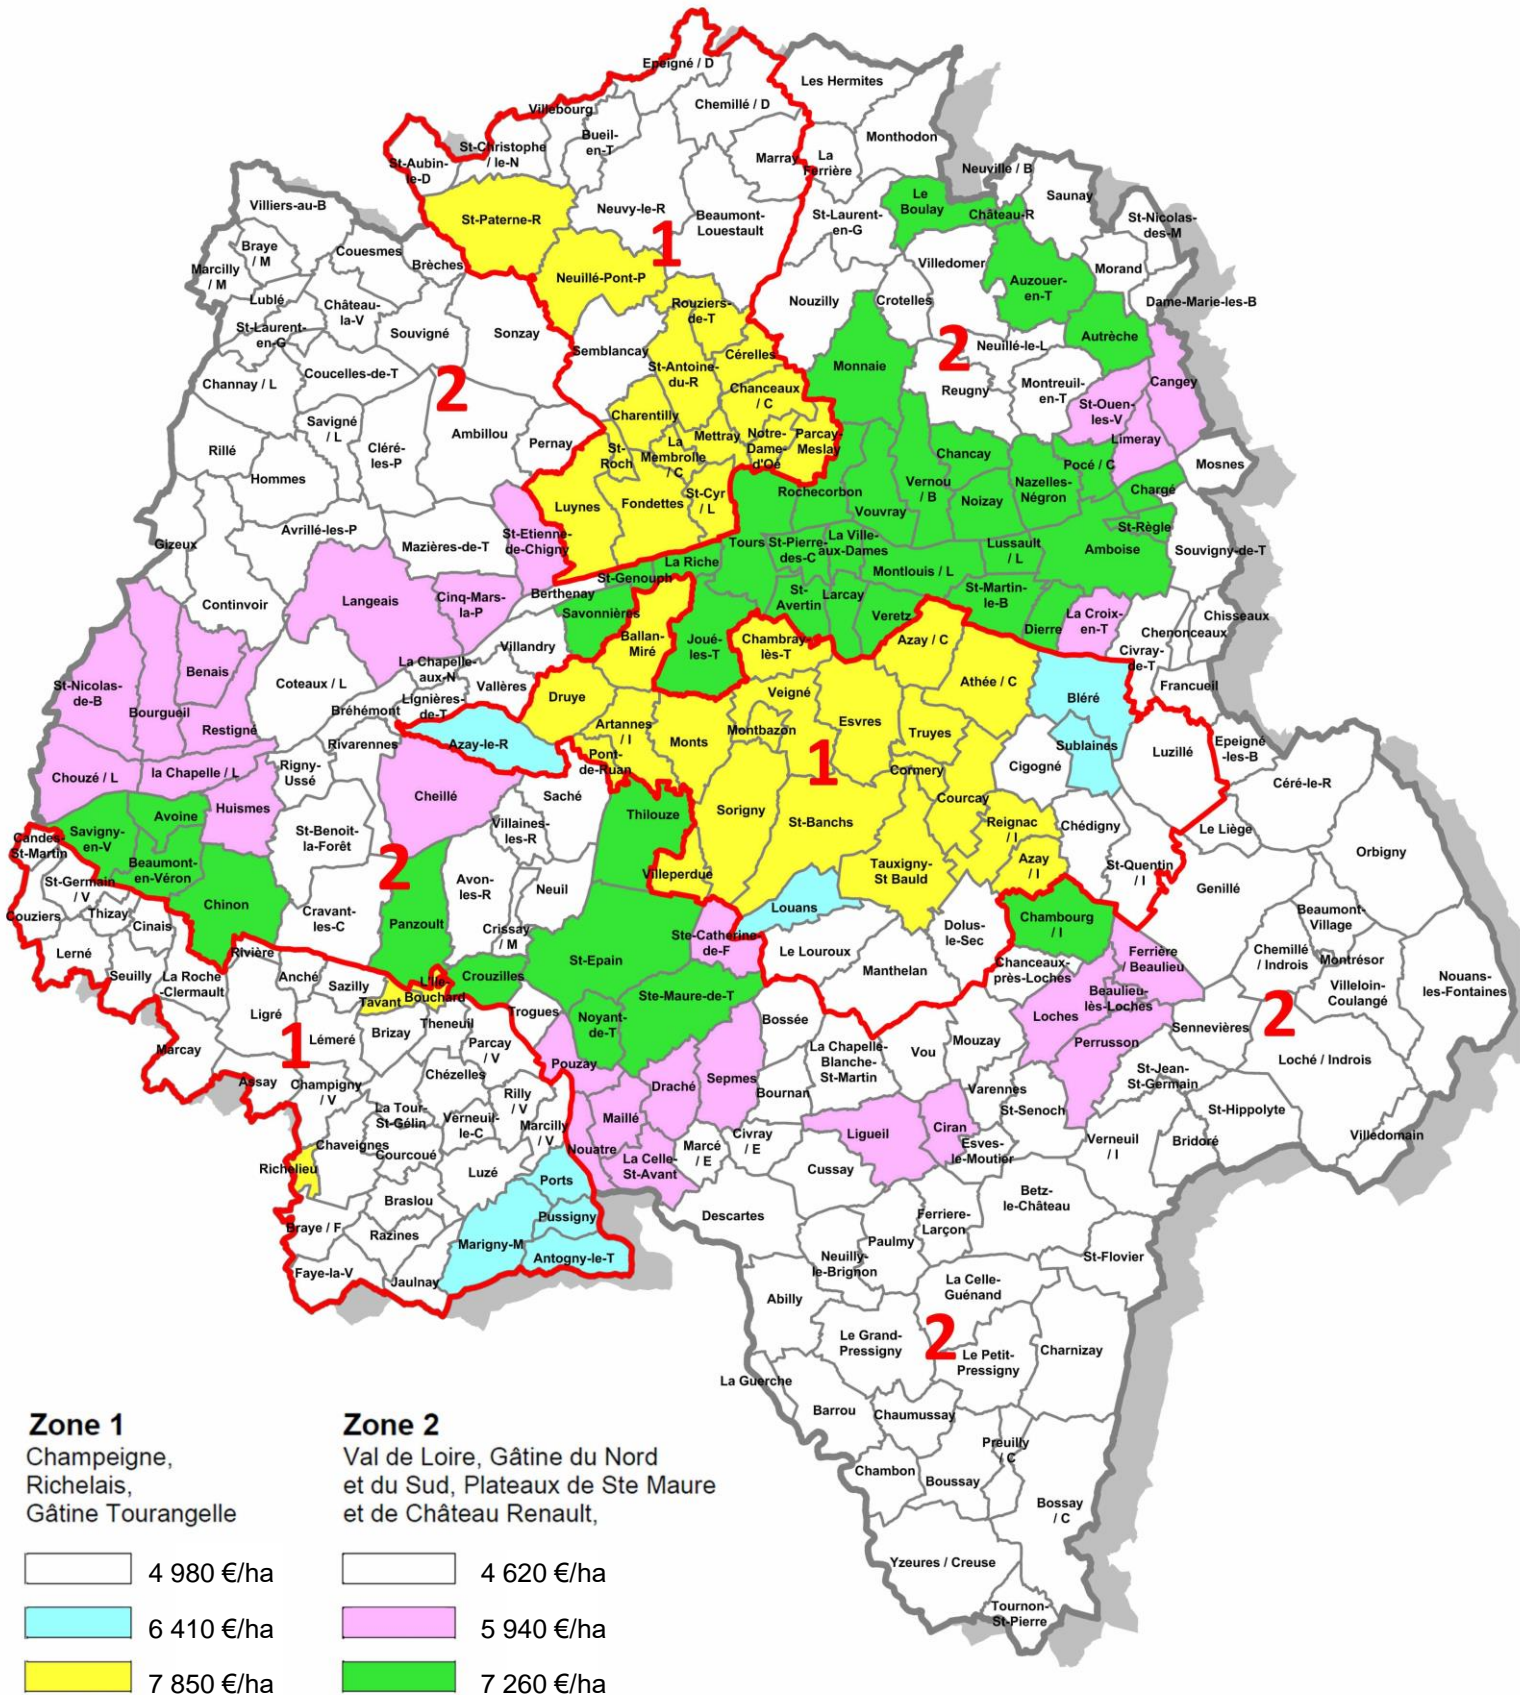 Epeigné / D
Les Hermites
Chemillé / D
Villebourg
Bueil-
en-T
Monthodon
St-Christophe
/ le-N
St-Aubin-
le-D
Marray
La
Ferrière
Neuville / B
Saunay
Villiers-au-B
St-Paterne-R
Neuvy-le-R
Beaumont-
Louestault
St-Laurent-
en-G
Le
Boulay
Château-R
St-Nicolas-
des-M
1
Braye
/ M
Couesmes
Brèches
Marcilly
/ M
Neuillé-Pont-P
Villedomer
Morand
Auzouer-
en-T
Lublé
Château-
la-V
Nouzilly
Crotelles
Dame-Marie-les-B
Rouziers-
de-T
St-Laurent-
en-G
Souvigné
Sonzay
Autrèche
Neuillé-le-L
2
Semblancay
Cérelles
St-Antoine-
du-R
Monnaie
Channay / L
Coucelles-de-T
2
Chanceaux
/ C
Reugny
Montreuil-
en-T
Cangey
St-Ouen-
les-V
Charentilly
Savigné
/ L
Ambillou
Pernay
Mettray
Notre-
Dame-
d'Oé
Parcay-
Meslay
Limeray
Rillé
Cléré-
les-P
St-
Roch
La
Membrolle
/ C
Chancay
Pocé / C
Mosnes
Hommes
Rochecorbon
Vernou
/ B
Nazelles-
Négron
Chargé
Luynes
Fondettes
St-Cyr
/ L
Vouvray
Noizay
Avrillé-les-P
Mazières-de-T
St-Etienne-
de-Chigny
St-Règle
Gizeux
Tours
St-Pierre-
des-C
La Ville-
aux-Dames
Lussault
/ L
Amboise
Souvigny-de-T
La Riche
Montlouis / L
St-Genouph
Continvoir
Langeais
Cinq-Mars-
la-P
Berthenay
Savonnières
St-
Avertin
Larcay
Veretz
St-Martin-
le-B
La Croix-
en-T
Chisseaux
Chenonceaux
Dierre
Ballan-
Miré
Joué-
les-T
Chambray-
lès-T
Azay / C
Villandry
Civray-
de-T
Francueil
Benais
La Chapelle-
aux-N
Coteaux / L
Vallères
Lignières-
de-T
Bréhémont
St-Nicolas-
de-B
Bourgueil
Restigné
Druye
Veigné
Athée / C
Bléré
Artannes
/ I
Montbazon
Esvres
Truyes
Azay-le-R
Rivarennes
Monts
Pont-
de-Ruan
1
Sublaines
Luzillé
Epeigné
-les-B
Chouzé / L
la Chapelle / L
Rigny-
Ussé
Cheillé
Saché
Cormery
Cigogné
Céré-le-R
Huismes
Avoine
Courcay
Thilouze
Sorigny
St-Banchs
Reignac
/ I
Chédigny
Le Liège
Savigny-
en-V
St-Benoit-
la-Forêt
Villaines-
les-R
Candes-
St-Martin
Beaumont-
en-Véron
2
Villeperdue
Tauxigny-
St Bauld
Azay
/ I
St-Quentin
/ I
Orbigny
St-Germain
/ V
Avon-
les-R
Neuil
Genillé
Chinon
Couziers
Thizay
Cinais
Cravant-
les-C
Panzoult
Crissay
/ M
Louans
Chambourg
/ I
Beaumont-
Village
Dolus-
le-Sec
Ste-Catherine-
de-F
Lerné
Rivière
St-Epain
Le Louroux
Ferrière
/ Beaulieu
Chemillé
/ Indrois
Montrésor
Seuilly
La Roche
-Clermault
Anché
Crouzilles
Manthelan
Chanceaux-
près-Loches
Nouans-
les-Fontaines
Sazilly
L'Ile-
Bouchard
Tavant
Ste-Maure-de-T
Beaulieu-
lès-Loches
Villeloin-
Coulangé
Ligré
Trogues
Noyant-
de-T
Bossée
Loches
2
Lémeré
Brizay
Theneuil
Sennevières
1
Marcay
Parcay
/ V
La Chapelle-
Blanche-
St-Martin
Vou
Mouzay
Perrusson
Loché / Indrois
Pouzay
Chézelles
St-Jean-
St-Germain
Assay
Champigny
/ V
Draché
Sepmes
Bournan
Varennes
St-Senoch
St-Hippolyte
Rilly
/ V
La Tour-
St-Gélin
Verneuil-
le-C
Marcilly
/ V
Maillé
Ligueil
Ciran
Villedomain
Chaveignes
Courcoué
Nouatre
Marcé
/ E
Civray
/ E
Esves-
le-Moutier
Verneuil
/ I
Bridoré
Richelieu
Luzé
La Celle-
St-Avant
Cussay
Ports
Betz-
le-Château
Braslou
Pussigny
Descartes
Ferriere-
Larçon
Braye / F
Razines
Marigny-M
Paulmy
St-Flovier
Antogny-le-T
Neuilly-
le-Brignon
Faye-la-V
Jaulnay
La Celle-
Guénand
Abilly
Le Grand-
Pressigny
2
Le Petit-
Pressigny
Charnizay
La Guerche
Barrou
Chaumussay
Preuilly
/ C
Chambon
Boussay
Bossay
/ C
Yzeures / Creuse
Tournon-
St-Pierre
Zone 1
Champeigne,
Richelais,
Gâtine Tourangelle
4 980 €/ha
6 410 €/ha
7 850 €/ha
Zone 2
Val de Loire, Gâtine du Nord
et du Sud, Plateaux de Ste Maure
et de Château Renault,
4 620 €/ha
5 940 €/ha
7 260 €/ha